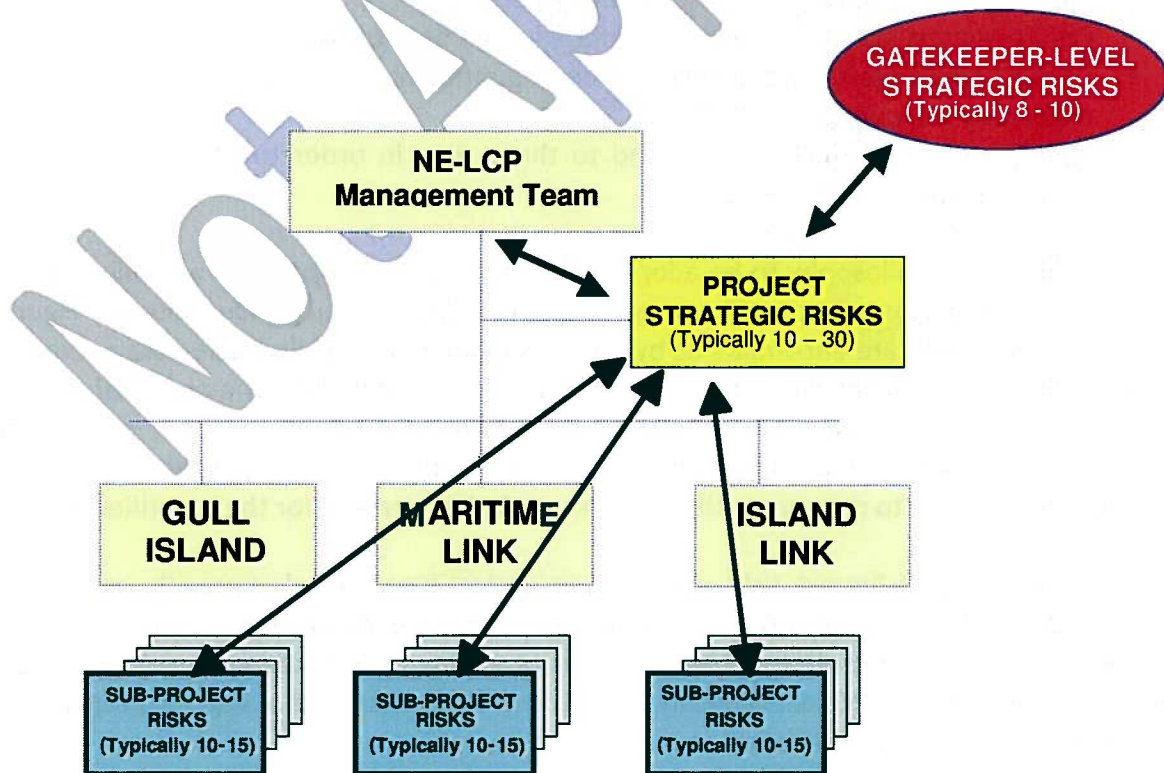 GATEKEEPER-LEVEL
STRATEGIC RISKS
(Typically 8 - 10)
NE-LCP
Management Team
PROJECT
STRATEGIC RISKS
(Typically 10 – 30)
GULL
ISLAND
MARITIME
LINK
ISLAND
LINK
SUB-PROJECT
RISKS
(Typically 10-15)
SUB-PROJECT
RISKS
(Typically 10-15)
SUB-PROJECT
RISKS
(Typically 10-15)
Not